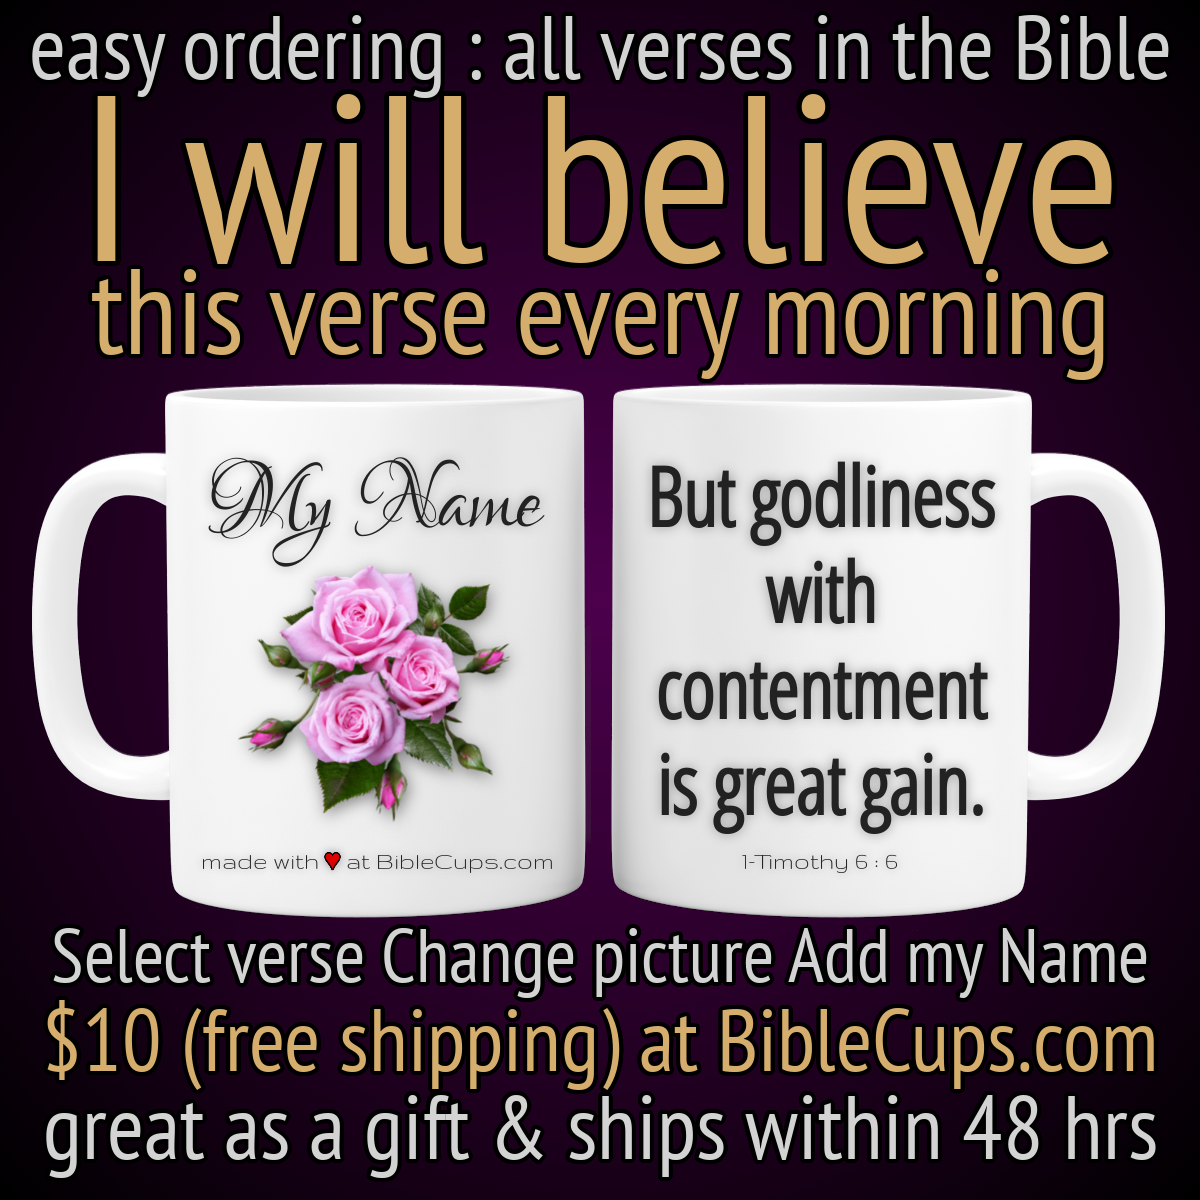 easy ordering : all verses in the Bible
I will believe
this verse every morning
My Name
made with ♥ at BibleCups.com
But godliness
with
contentment
is great gain.
1-Timothy 6 : 6
Select verse Change picture Add my Name
$10 (free shipping) at BibleCups.com
great as a gift & ships within 48 hrs